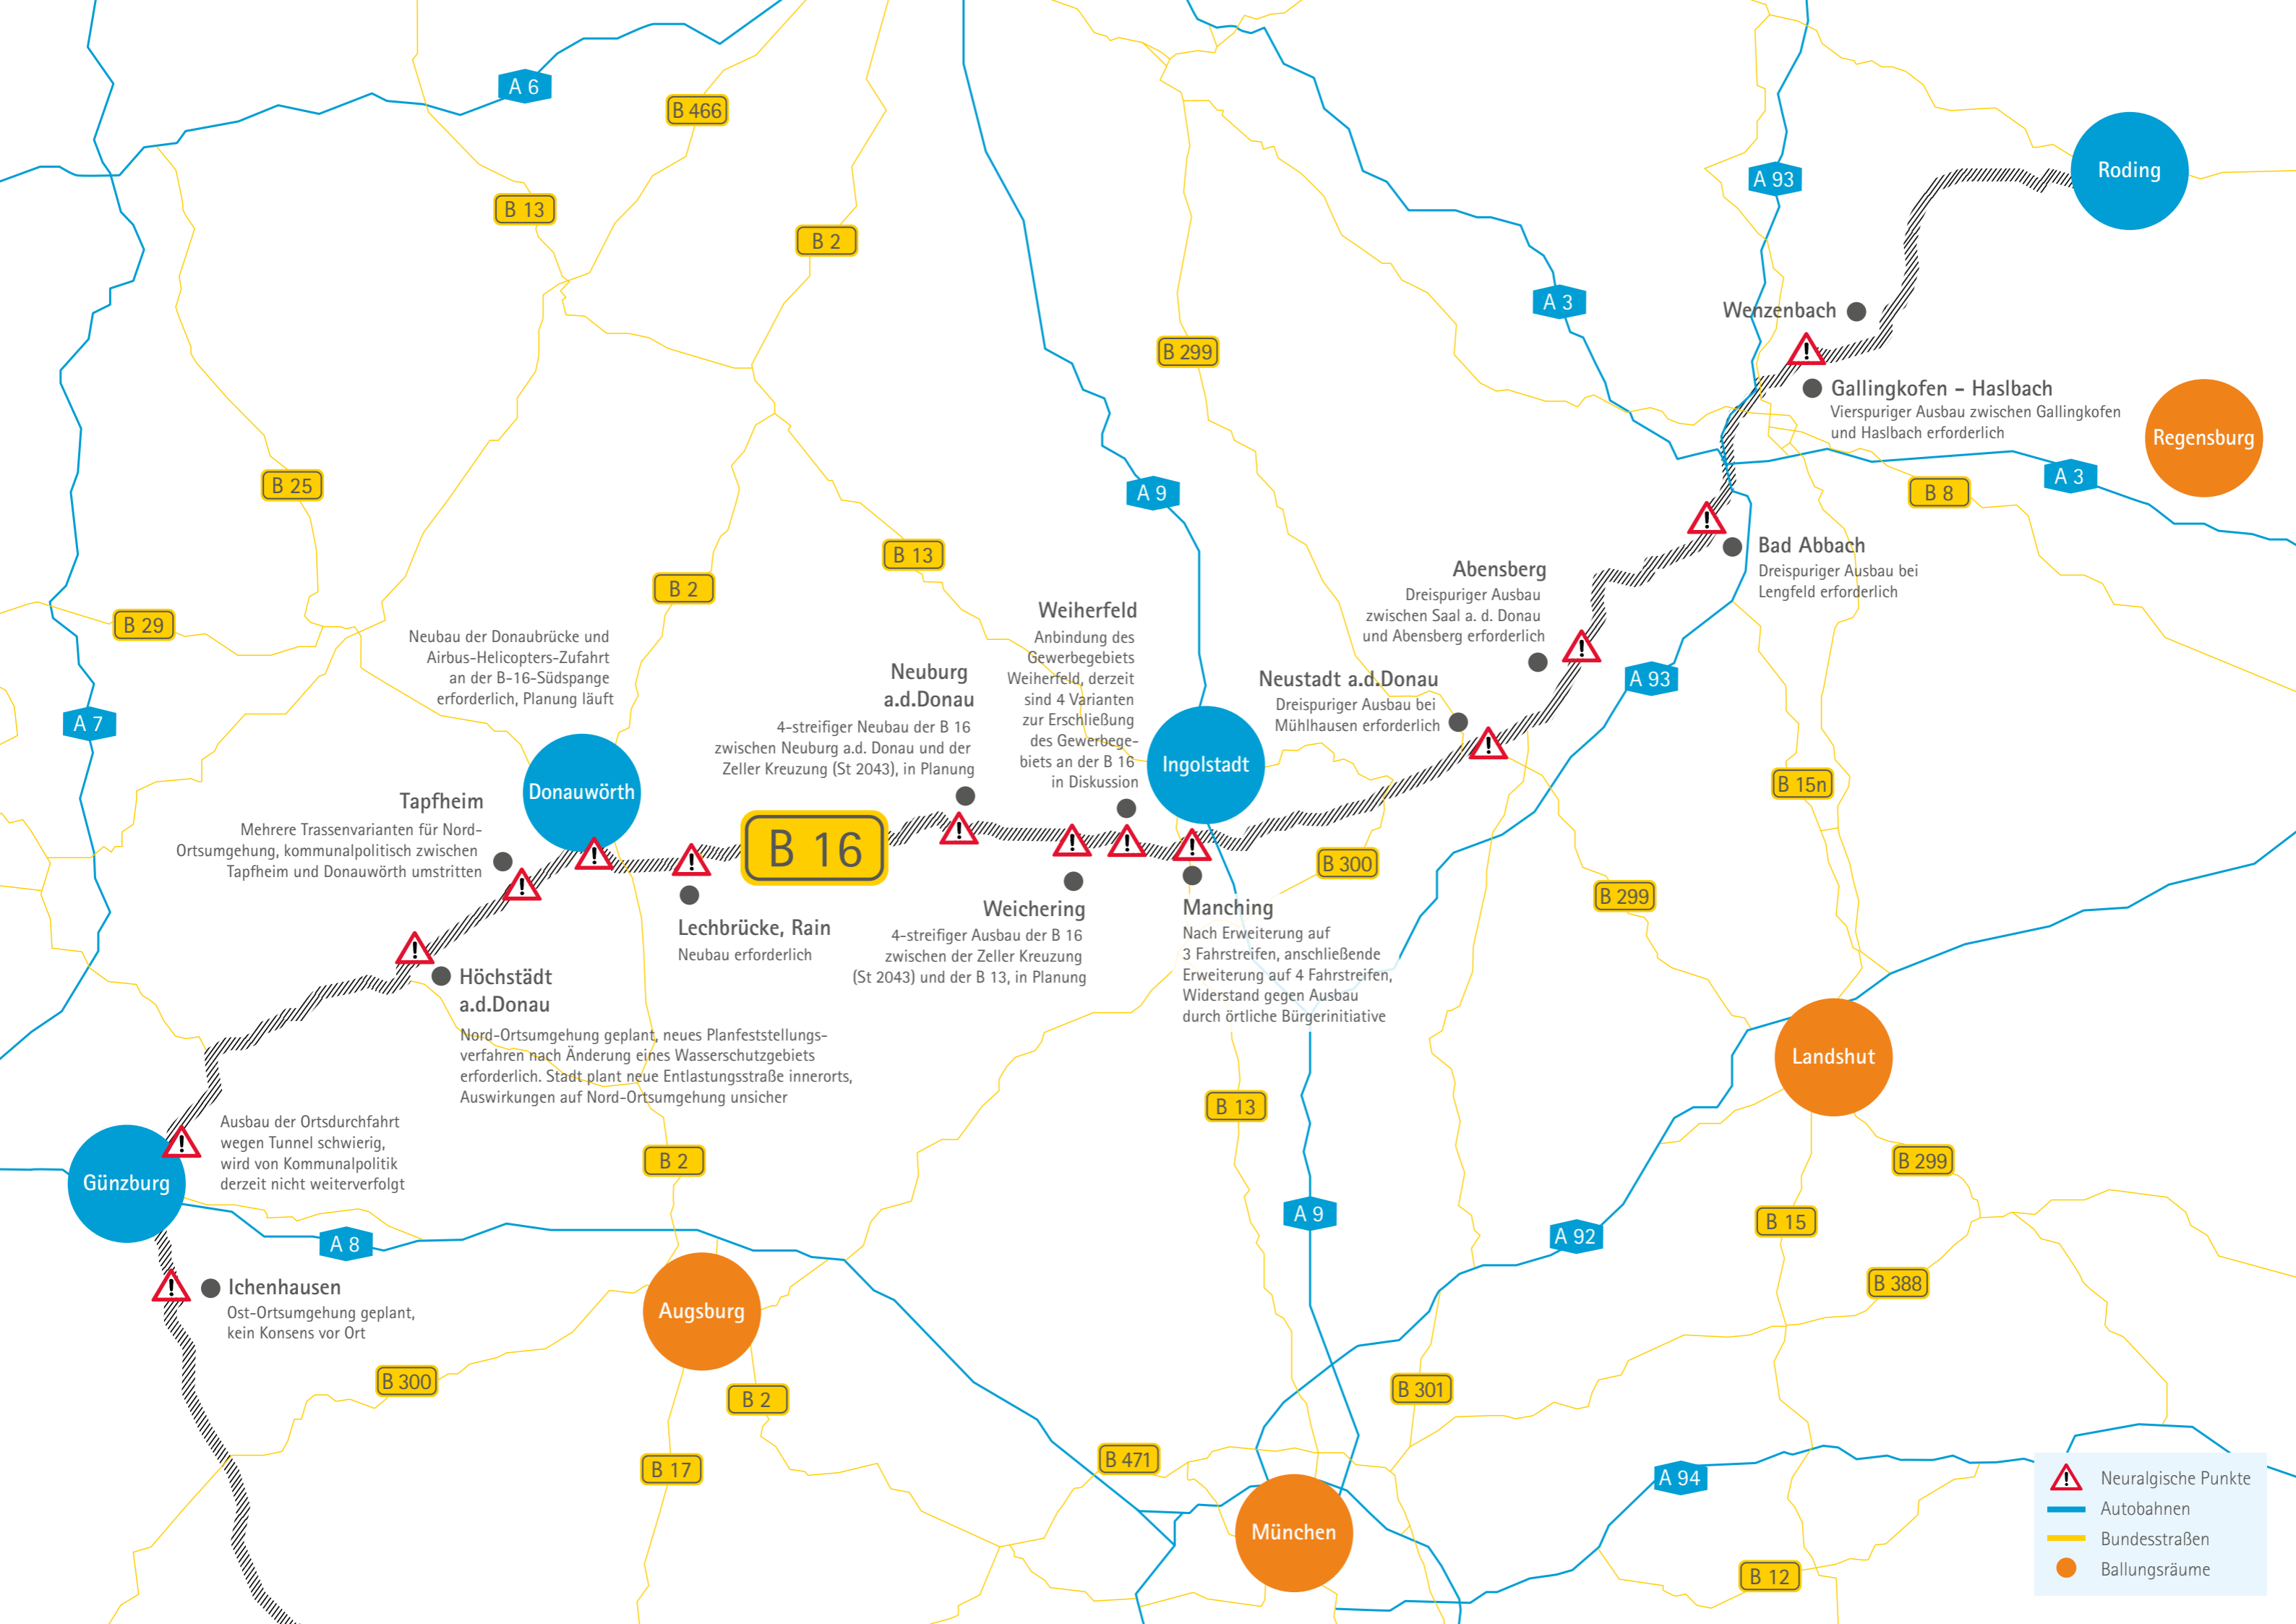 A 6
B 466
B 13
B 2
A 93
Roding
A 3
Wenzenbach
B 299
Gallingkofen – Haslbach
Vierspuriger Ausbau zwischen Gallingkofen
und Haslbach erforderlich
Regensburg
B 25
A 9
A 3
B 8
B 13
Bad Abbach
Dreispuriger Ausbau bei
Lengfeld erforderlich
Abensberg
Dreispuriger Ausbau
zwischen Saal a. d. Donau
und Abensberg erforderlich
B 2
B 29
Neubau der Donaubrücke und
Airbus-Helicopters-Zufahrt
an der B-16-Südspange
erforderlich, Planung läuft
Weiherfeld
Anbindung des
Gewerbegebiets
Weiherfeld, derzeit
sind 4 Varianten
zur Erschließung
des Gewerbege-
biets an der B 16
in Diskussion
Neuburg
a.d.Donau
4-streifiger Neubau der B 16
zwischen Neuburg a.d. Donau und der
Zeller Kreuzung (St 2043), in Planung
Neustadt a.d.Donau
Dreispuriger Ausbau bei
Mühlhausen erforderlich
A 93
A 7
Donauwörth
Ingolstadt
B 15n
Tapfheim
Mehrere Trassenvarianten für Nord-
Ortsumgehung, kommunalpolitisch zwischen
Tapfheim und Donauwörth umstritten
B 16
B 300
B 299
Lechbrücke, Rain
Neubau erforderlich
Weichering
4-streifiger Ausbau der B 16
zwischen der Zeller Kreuzung
(St 2043) und der B 13, in Planung
Manching
Nach Erweiterung auf
3 Fahrstreifen, anschließende
Erweiterung auf 4 Fahrstreifen,
Widerstand gegen Ausbau
durch örtliche Bürgerinitiative
Höchstädt
a.d.Donau
Nord-Ortsumgehung geplant, neues Planfeststellungs-
verfahren nach Änderung eines Wasserschutzgebiets
erforderlich. Stadt plant neue Entlastungsstraße innerorts,
Auswirkungen auf Nord-Ortsumgehung unsicher
Landshut
B 13
Ausbau der Ortsdurchfahrt
wegen Tunnel schwierig,
wird von Kommunalpolitik
derzeit nicht weiterverfolgt
B 2
B 299
Günzburg
A 9
B 15
A 92
A 8
B 388
Ichenhausen
Ost-Ortsumgehung geplant,
kein Konsens vor Ort
Augsburg
B 300
B 2
B 301
B 471
B 17
A 94
München
B 12
Neuralgische Punkte
Autobahnen
Bundesstraßen
Ballungsräume